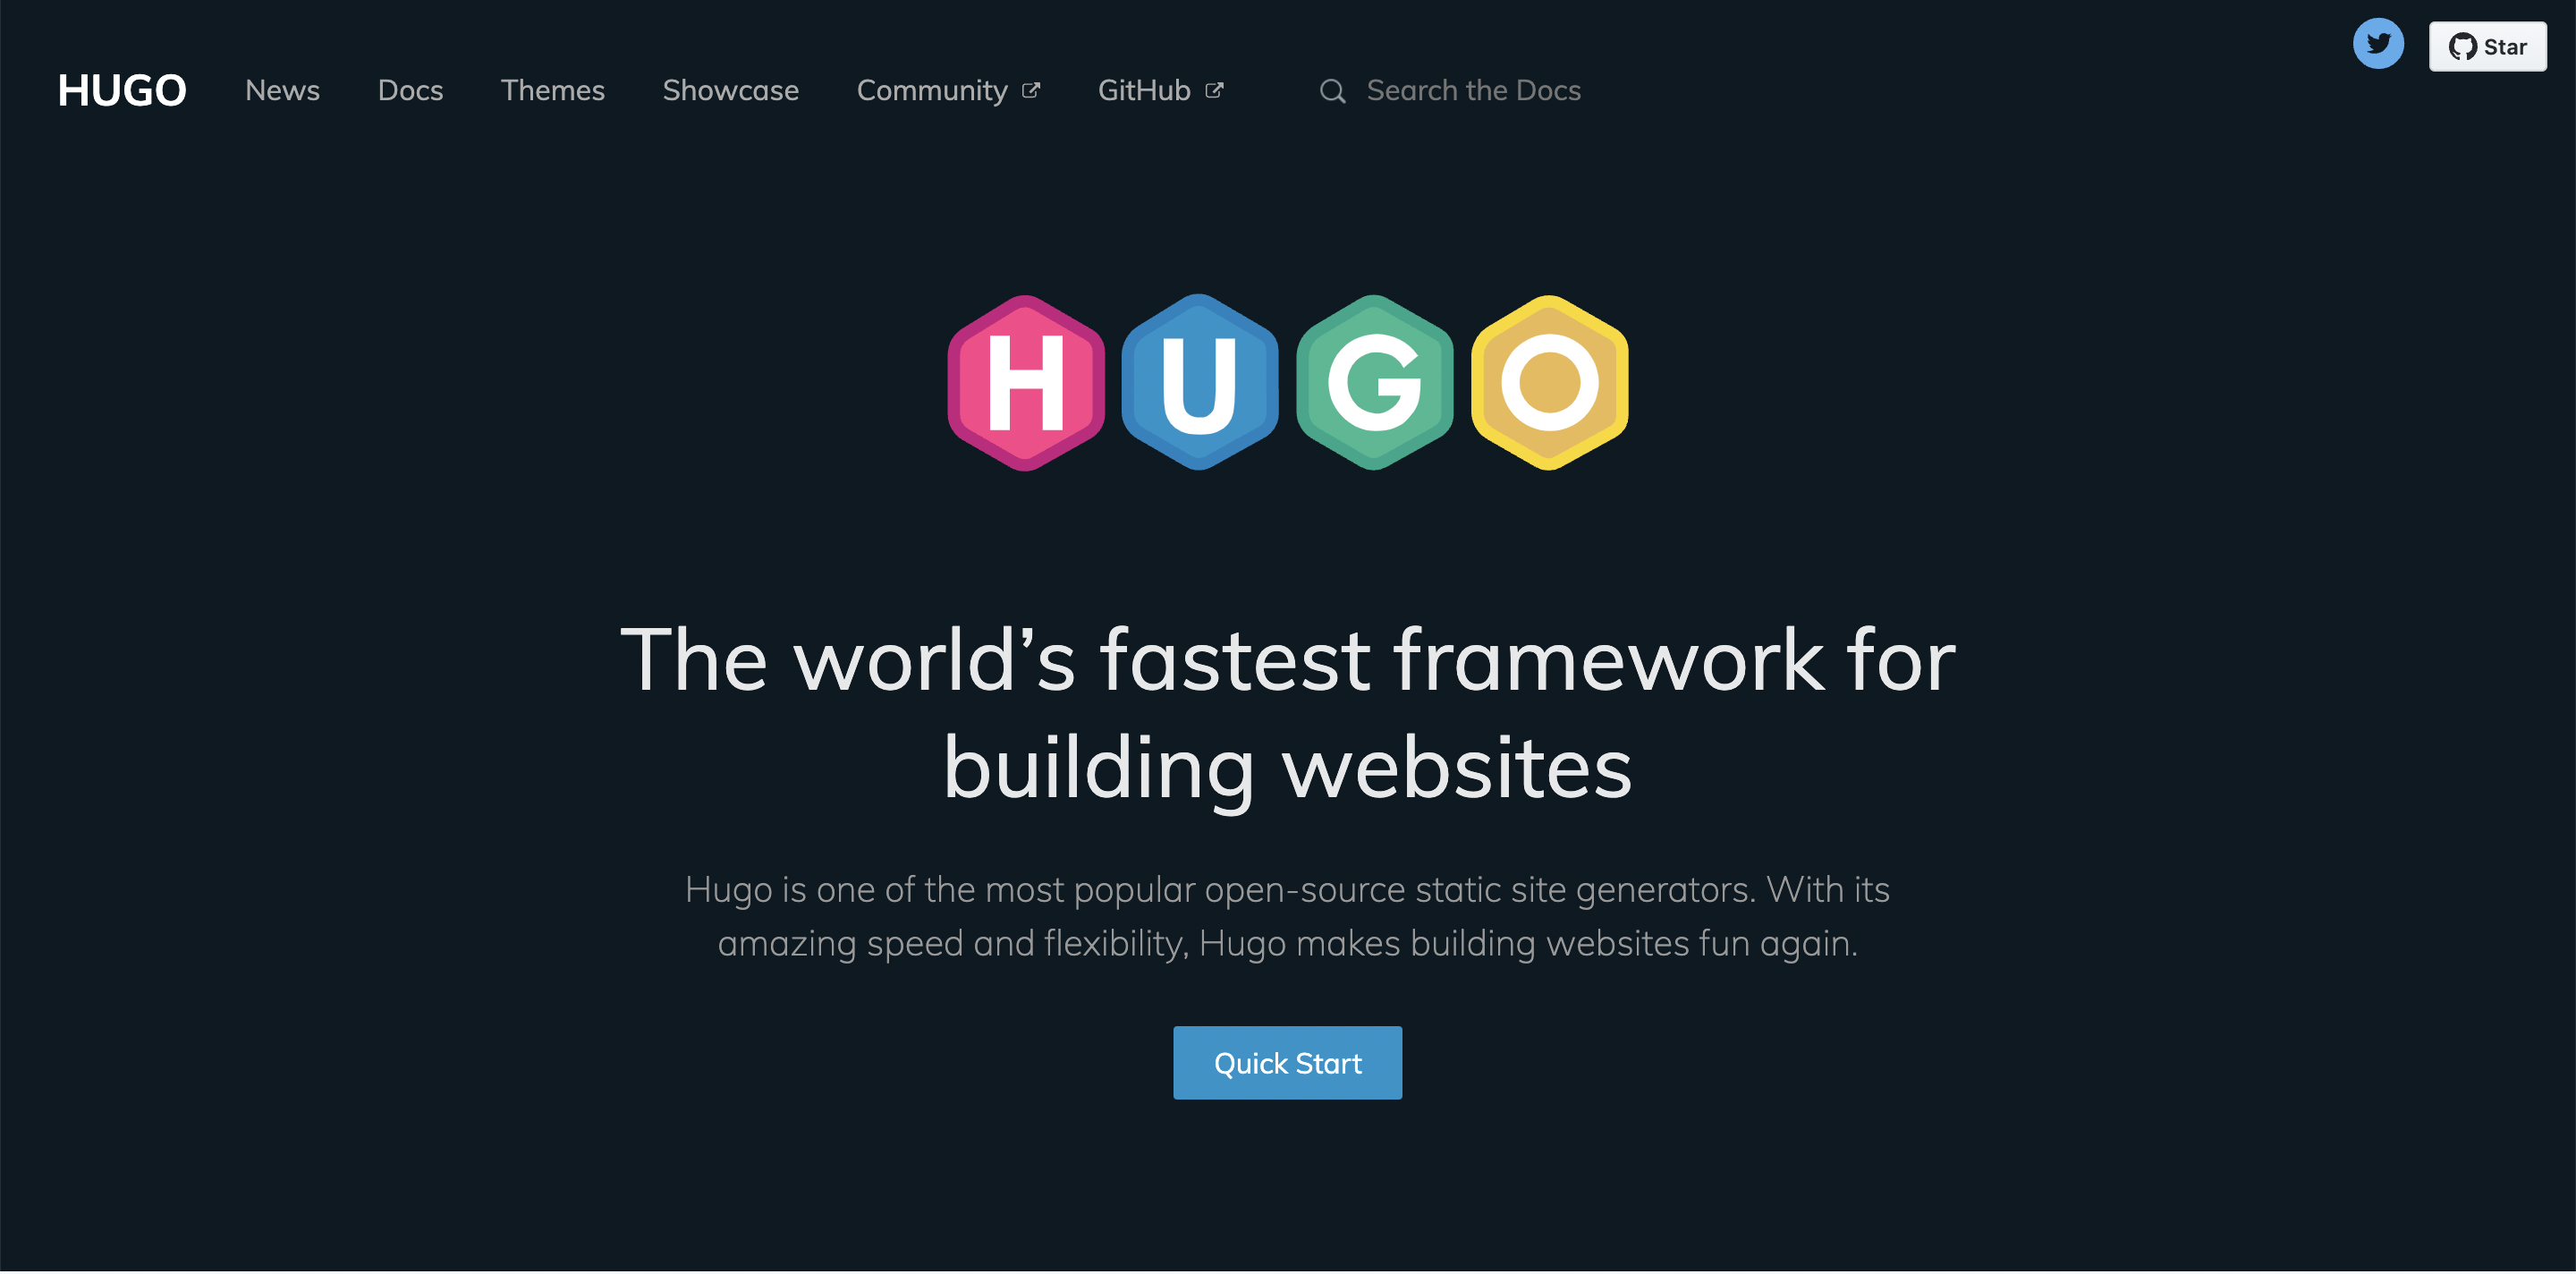 HUGO News Docs Themes Showcase Community GitHub Search the Docs Star
HUGO
The world’s fastest framework for
building websites
Hugo is one of the most popular open-source static site generators. With its
amazing speed and flexibility, Hugo makes building websites fun again.
Quick Start